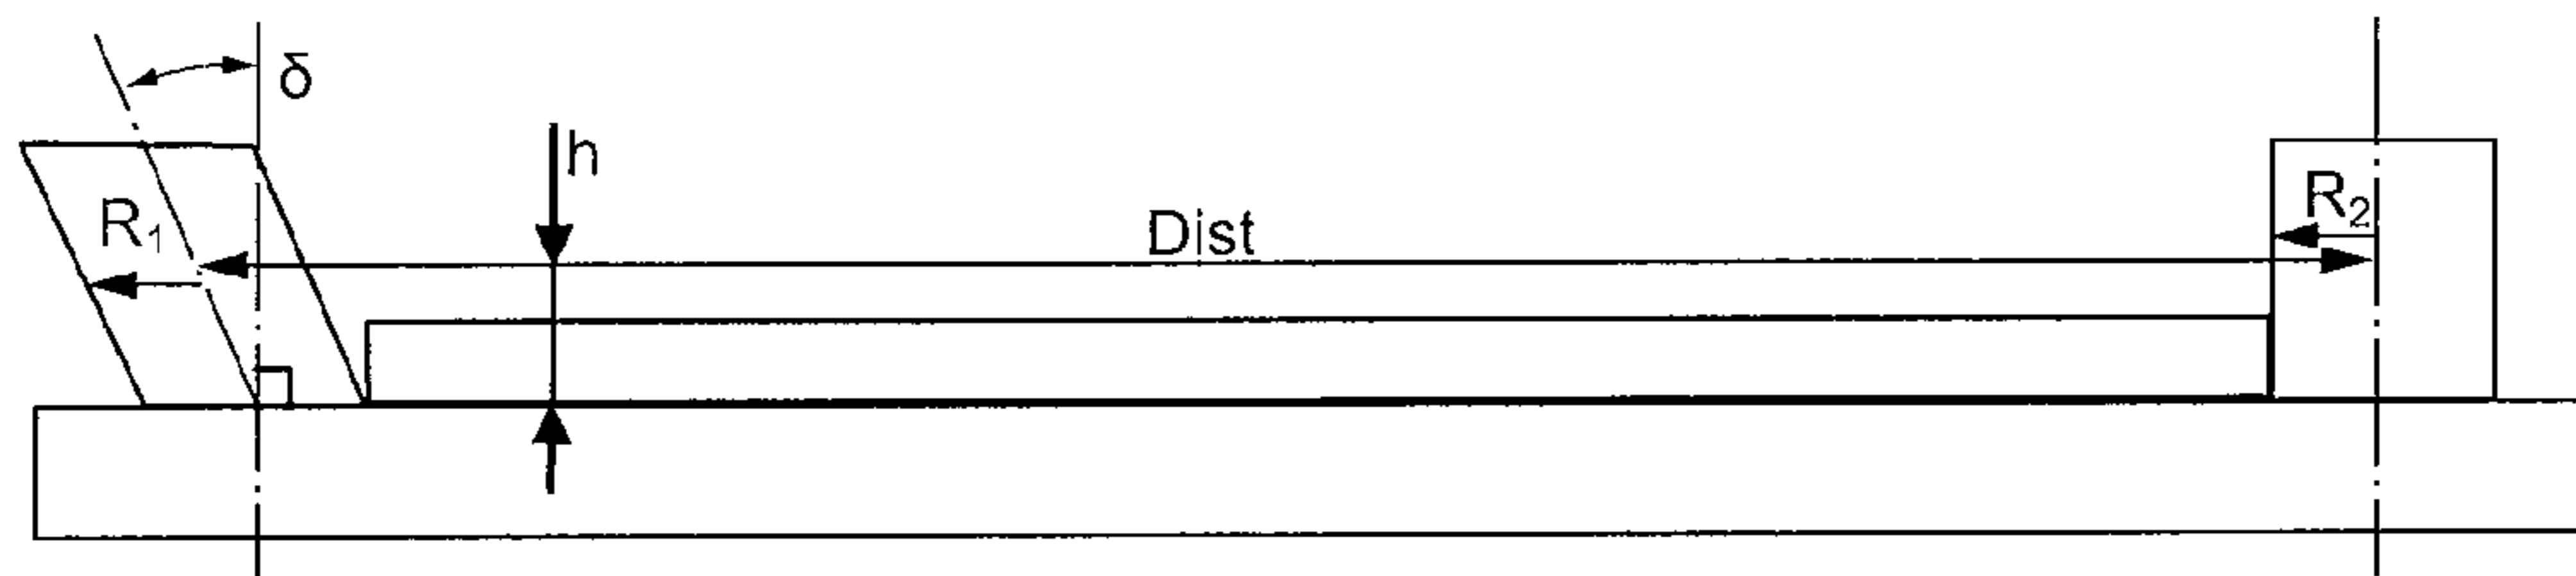 δ
h
R₁
Dist
R₂